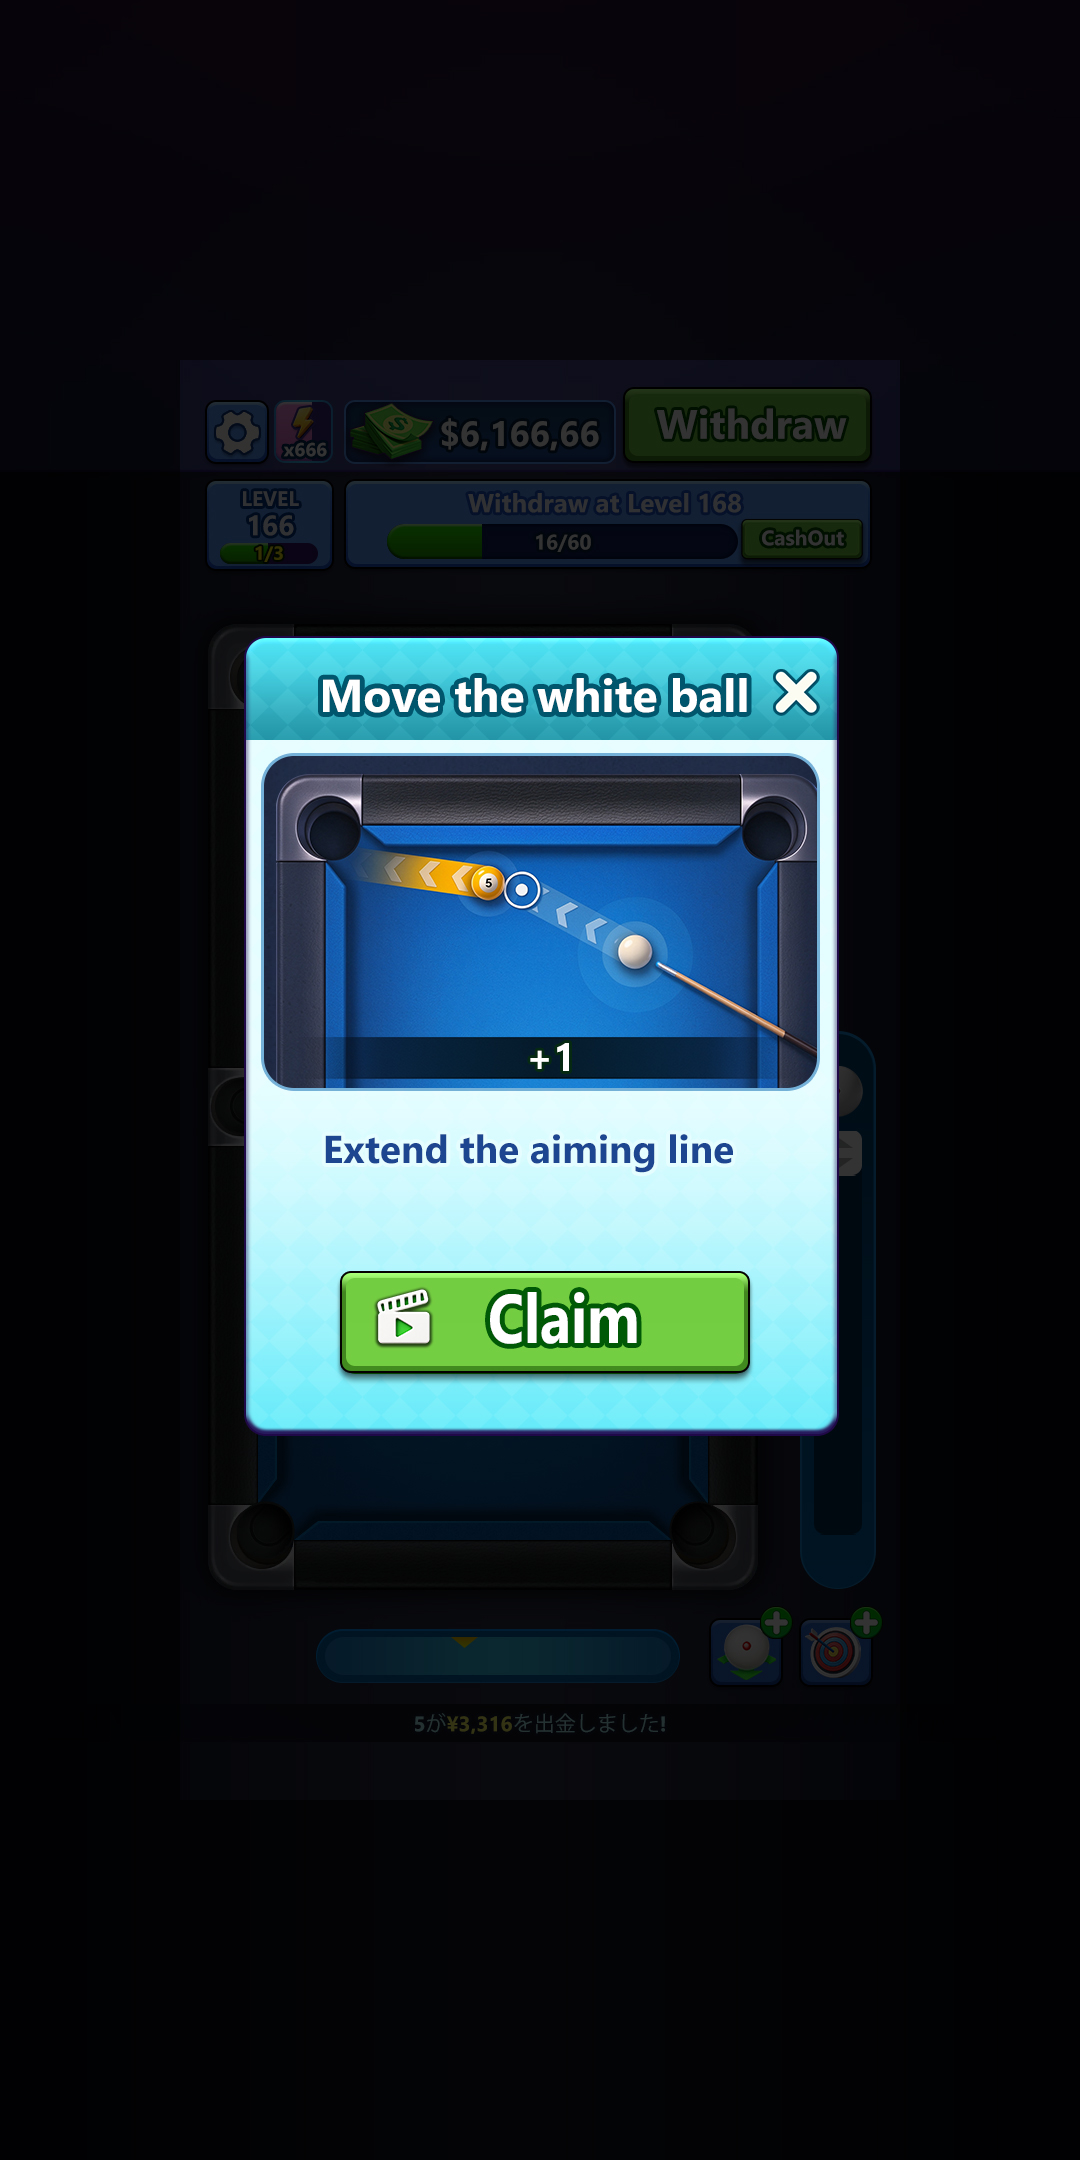 x666
$6,166,66
Withdraw
LEVEL
166
1/3
Withdraw at Level 168
16/60
CashOut
Move the white ball
5
+1
Extend the aiming line
Claim
5が¥3,316を出金しました!